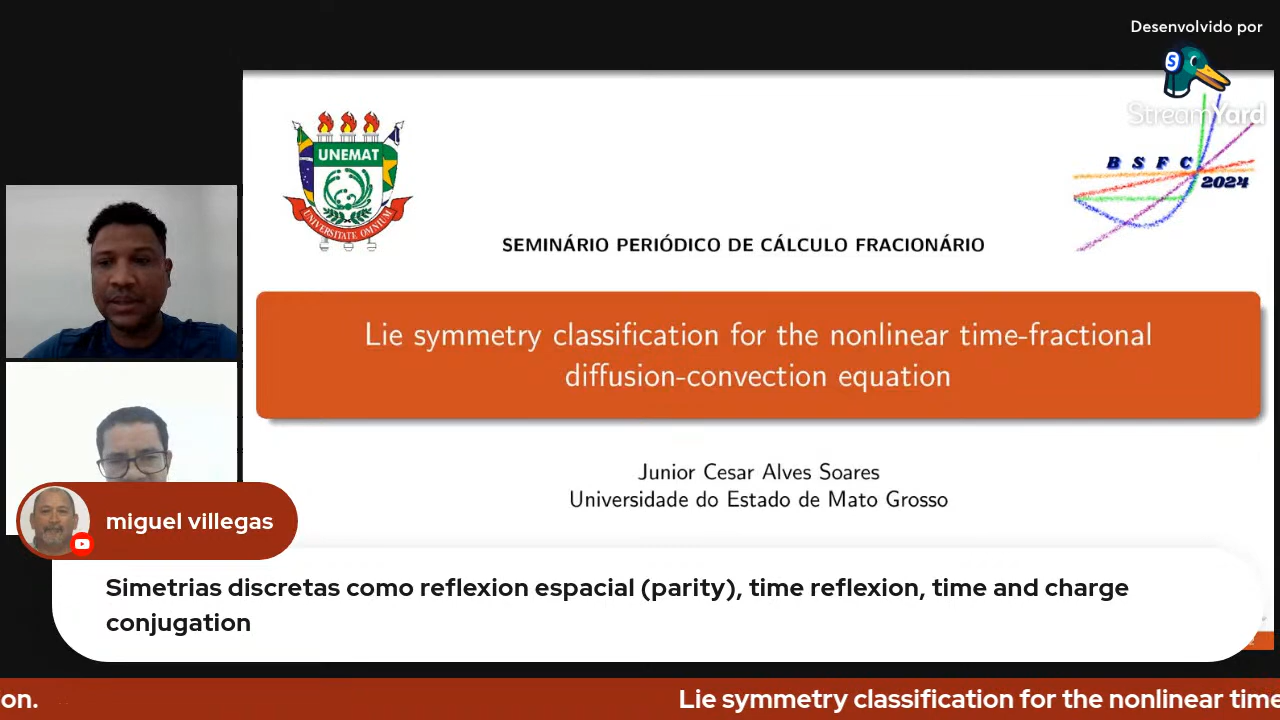 Desenvolvido por
StreamYard
UNEMAT
UNIVERSITATE OMNIUM
B S F C
2024
SEMINÁRIO PERIÓDICO DE CÁLCULO FRACIONÁRIO
Lie symmetry classification for the nonlinear time-fractional
diffusion-convection equation
Junior Cesar Alves Soares
Universidade do Estado de Mato Grosso
miguel villegas
Simetrias discretas como reflexion espacial (parity), time reflexion, time and charge
conjugation
on.
Lie symmetry classification for the nonlinear time